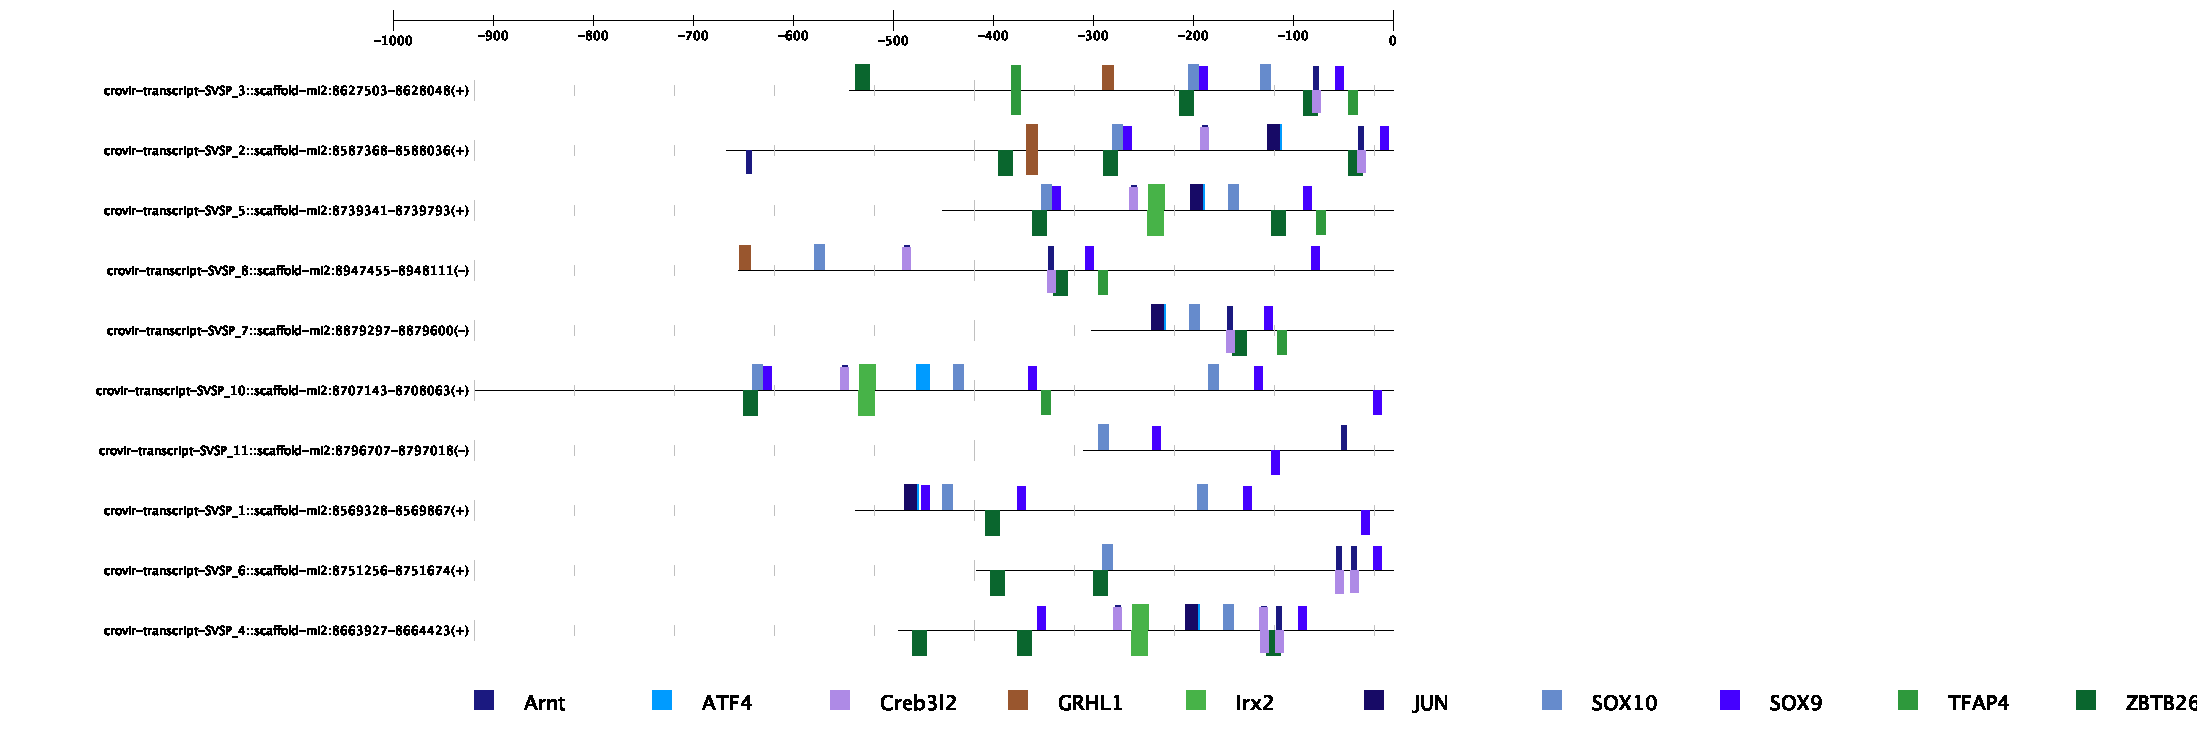 -1000 -900 -800 -700 -600 -500 -400 -300 -200 -100 0
crovir-transcript-SVSP_3::scaffold-mi2:8627503-8628048(+)
crovir-transcript-SVSP_2::scaffold-mi2:8587368-8588036(+)
crovir-transcript-SVSP_5::scaffold-mi2:8739341-8739793(+)
crovir-transcript-SVSP_8::scaffold-mi2:8947455-8948111(-)
crovir-transcript-SVSP_7::scaffold-mi2:8879297-8879600(-)
crovir-transcript-SVSP_10::scaffold-mi2:8707143-8708063(+)
crovir-transcript-SVSP_11::scaffold-mi2:8796707-8797018(-)
crovir-transcript-SVSP_1::scaffold-mi2:8569328-8569867(+)
crovir-transcript-SVSP_6::scaffold-mi2:8751256-8751674(+)
crovir-transcript-SVSP_4::scaffold-mi2:8663927-8664423(+)
Arnt ATF4 Creb3l2 GRHL1 Irx2 JUN SOX10 SOX9 TFAP4 ZBTB26